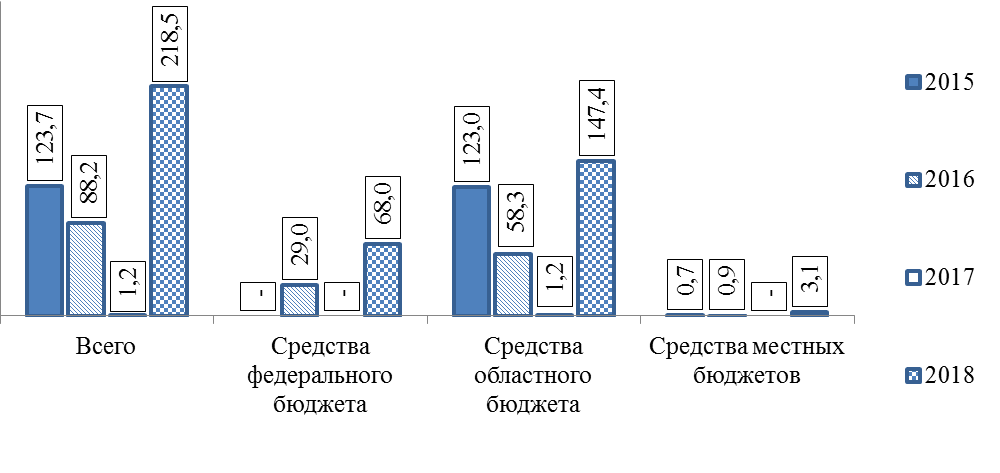 123,7
88,2
1,2
218,5
-
29,0
-
68,0
123,0
58,3
1,2
147,4
0,7
0,9
-
3,1
Всего
Средства
федерального
бюджета
Средства
областного
бюджета
Средства местных
бюджетов
2015
2016
2017
2018